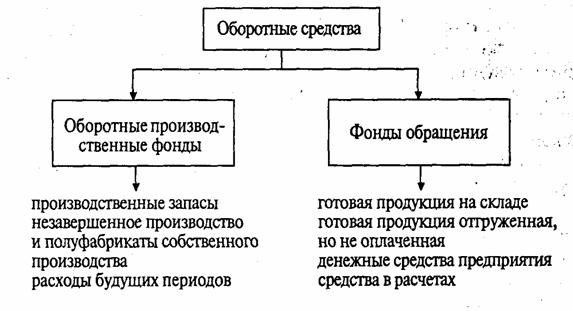 Оборотные средства
Оборотные производ-
ственные фонды
Фонды обращения
производственные запасы
незавершенное производство
и полуфабрикаты собственного
производства
расходы будущих периодов
готовая продукция на складе
готовая продукция отгруженная,
но не оплаченная
денежные средства предприятия
средства в расчетах